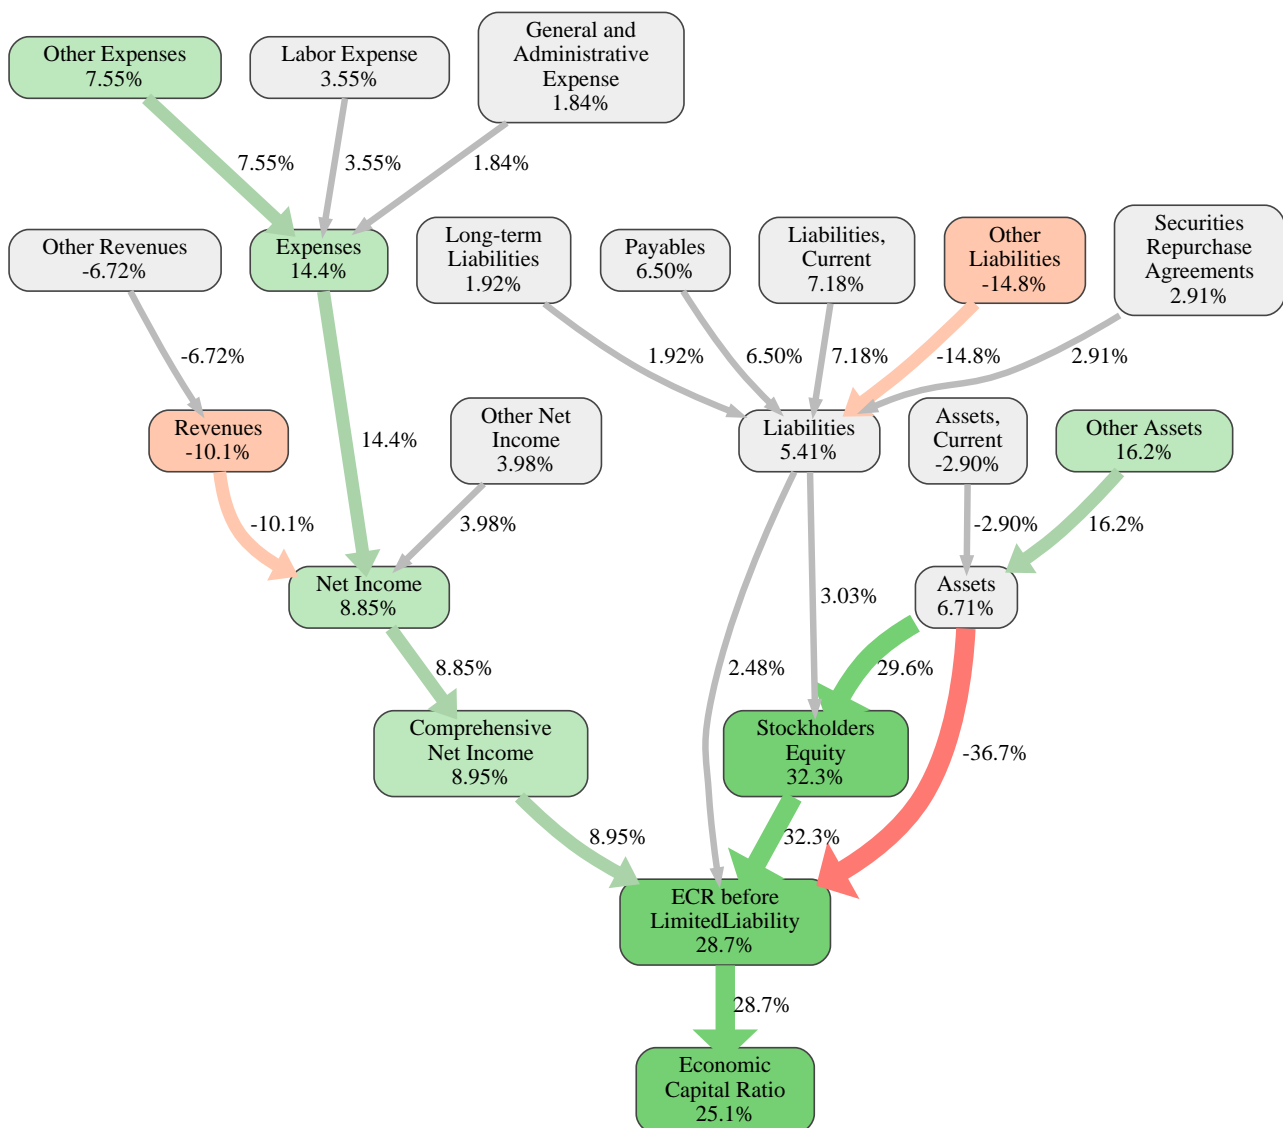 Other Expenses
7.55%
Labor Expense
3.55%
General and
Administrative
Expense
1.84%
7.55%
3.55%
1.84%
Other Revenues
-6.72%
Expenses
14.4%
Long-term
Liabilities
1.92%
Payables
6.50%
Liabilities,
Current
7.18%
Other
Liabilities
-14.8%
Securities
Repurchase
Agreements
2.91%
-6.72%
1.92%
6.50%
7.18%
-14.8%
2.91%
Revenues
-10.1%
14.4%
Other Net
Income
3.98%
Liabilities
5.41%
Assets,
Current
-2.90%
Other Assets
16.2%
-10.1%
3.98%
-2.90%
16.2%
Net Income
8.85%
3.03%
Assets
6.71%
8.85%
2.48%
29.6%
Comprehensive
Net Income
8.95%
Stockholders
Equity
32.3%
-36.7%
8.95%
32.3%
ECR before
LimitedLiability
28.7%
28.7%
Economic
Capital Ratio
25.1%